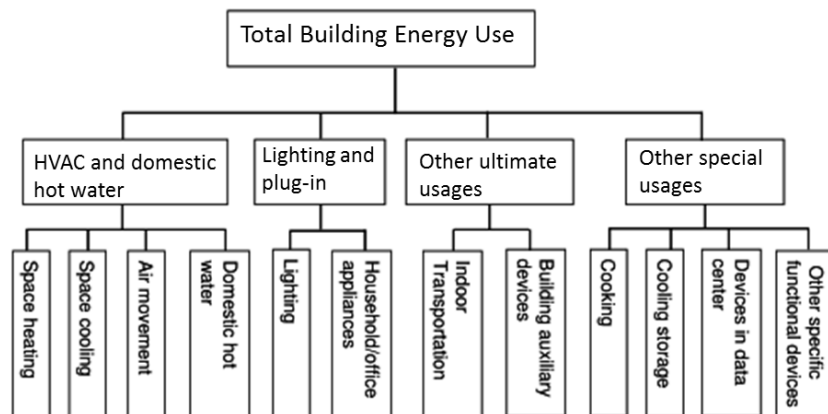 Total Building Energy Use
HVAC and domestic
hot water
Lighting and
plug-in
Other ultimate
usages
Other special
usages
Space heating
Space cooling
Air movement
Domestic hot
water
Lighting
Household/office
appliances
Indoor
Transportation
Building auxiliary
devices
Cooking
Cooling storage
Devices in data
center
Other specific
functional devices